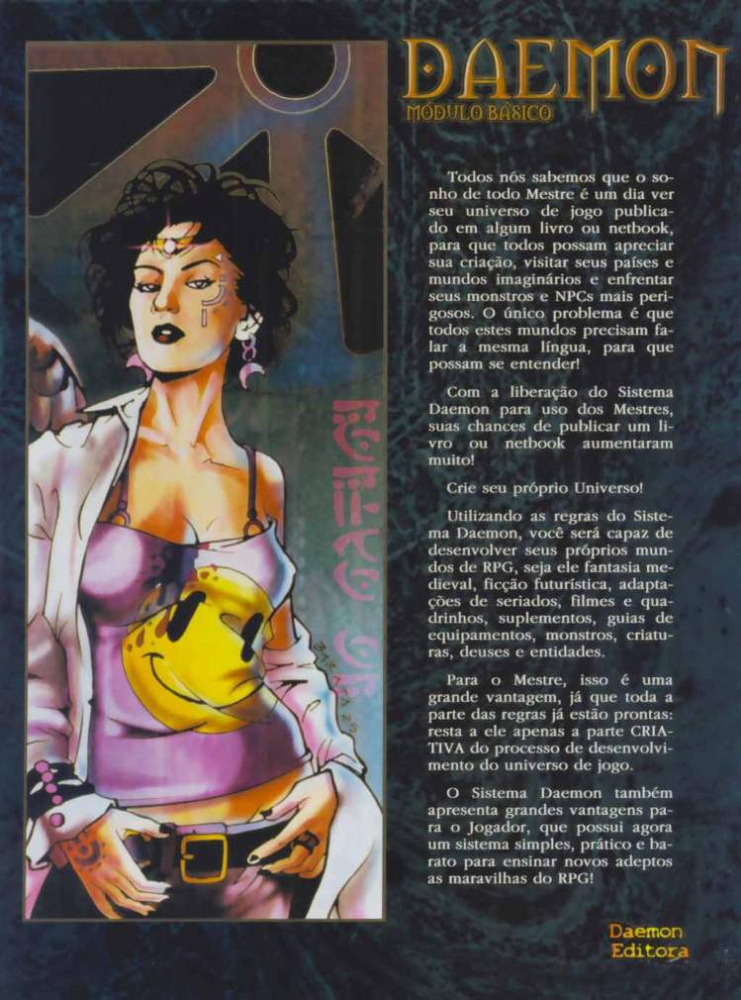 DAEMON
MÓDULO BÁSICO
Todos nós sabemos que o so-
nho de todo Mestre é um dia ver
seu universo de jogo publica-
do em algum livro ou netbook,
para que todos possam apreciar
sua criação, visitar seus países e
mundos imaginários e enfrentar
seus monstros e NPCs mais peri-
gosos. O único problema é que
todos estes mundos precisam fa-
lar a mesma língua, para que
possam se entender!
Com a liberação do Sistema
Daemon para uso dos Mestres,
suas chances de publicar um li-
vro ou netbook aumentaram
muito!
Crie seu próprio Universo!
Utilizando as regras do Siste-
ma Daemon, você será capaz de
desenvolver seus próprios mun-
dos de RPG, seja ele fantasia me-
dieval, ficção futurística, adapta-
ções de seriados, filmes e qua-
drinhos, suplementos, guias de
equipamentos, monstros, criatu-
ras, deuses e entidades.
Para o Mestre, isso é uma
grande vantagem, já que toda a
parte das regras já estão prontas:
resta a ele apenas a parte CRIA-
TIVA do processo de desenvolvi-
mento do universo de jogo.
O Sistema Daemon também
apresenta grandes vantagens pa-
ra o Jogador, que possui agora
um sistema simples, prático e ba-
rato para ensinar novos adeptos
as maravilhas do RPG!
Daemon
Editora